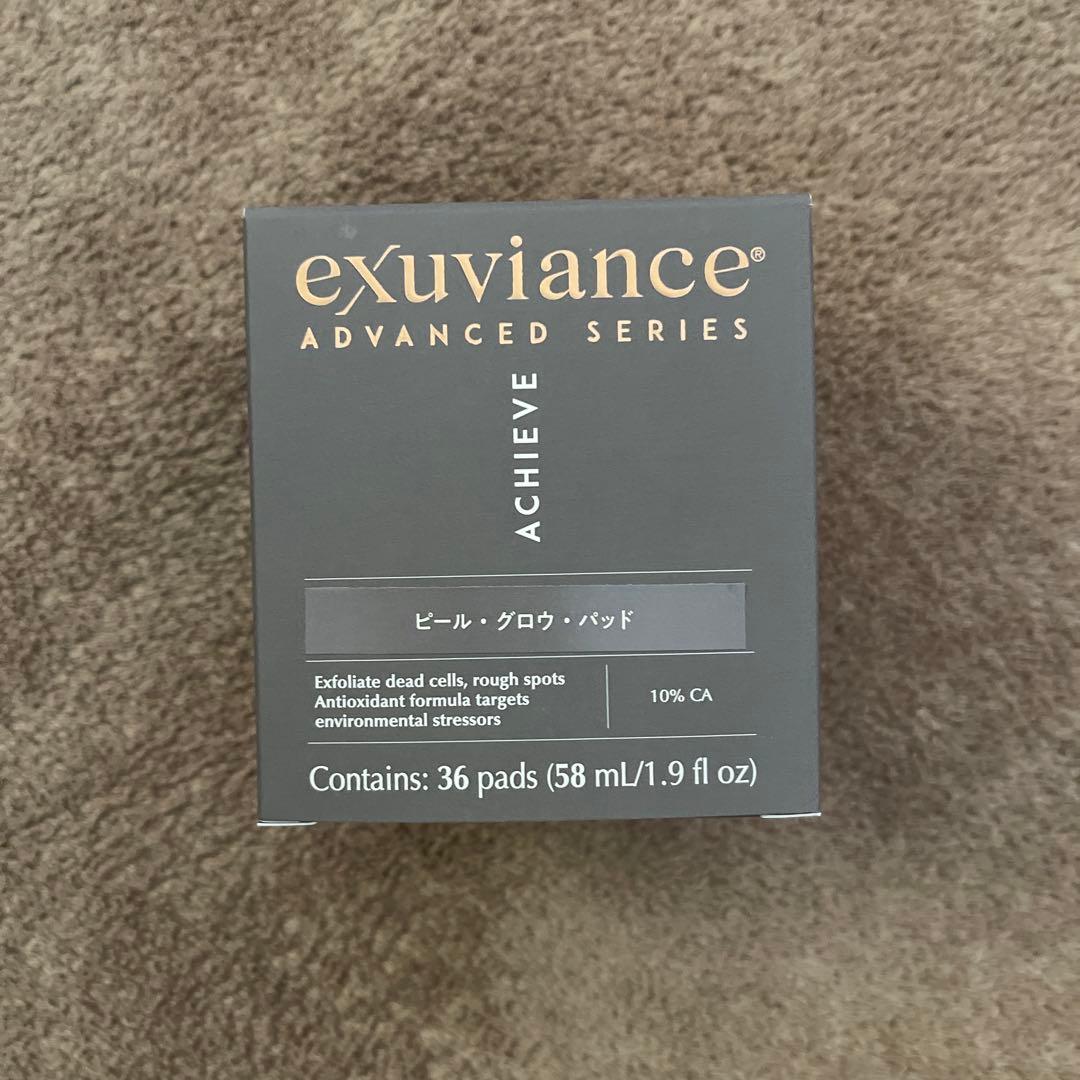 exuviance®
ADVANCED SERIES
ACHIEVE
ピール・グロウ・パッド
Exfoliate dead cells, rough spots
Antioxidant formula targets
environmental stressors
10% CA
Contains: 36 pads (58 mL/1.9 fl oz)